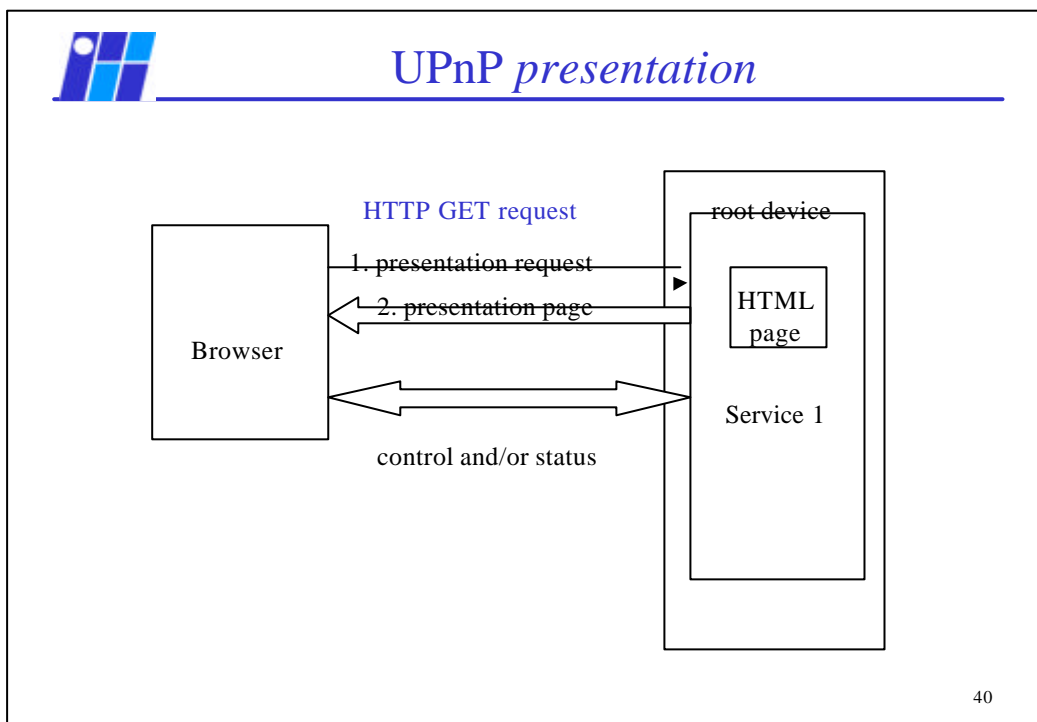 UPnP presentation
HTTP GET request
root device
1. presentation request
2. presentation page
HTML
page
Browser
Service 1
control and/or status
40